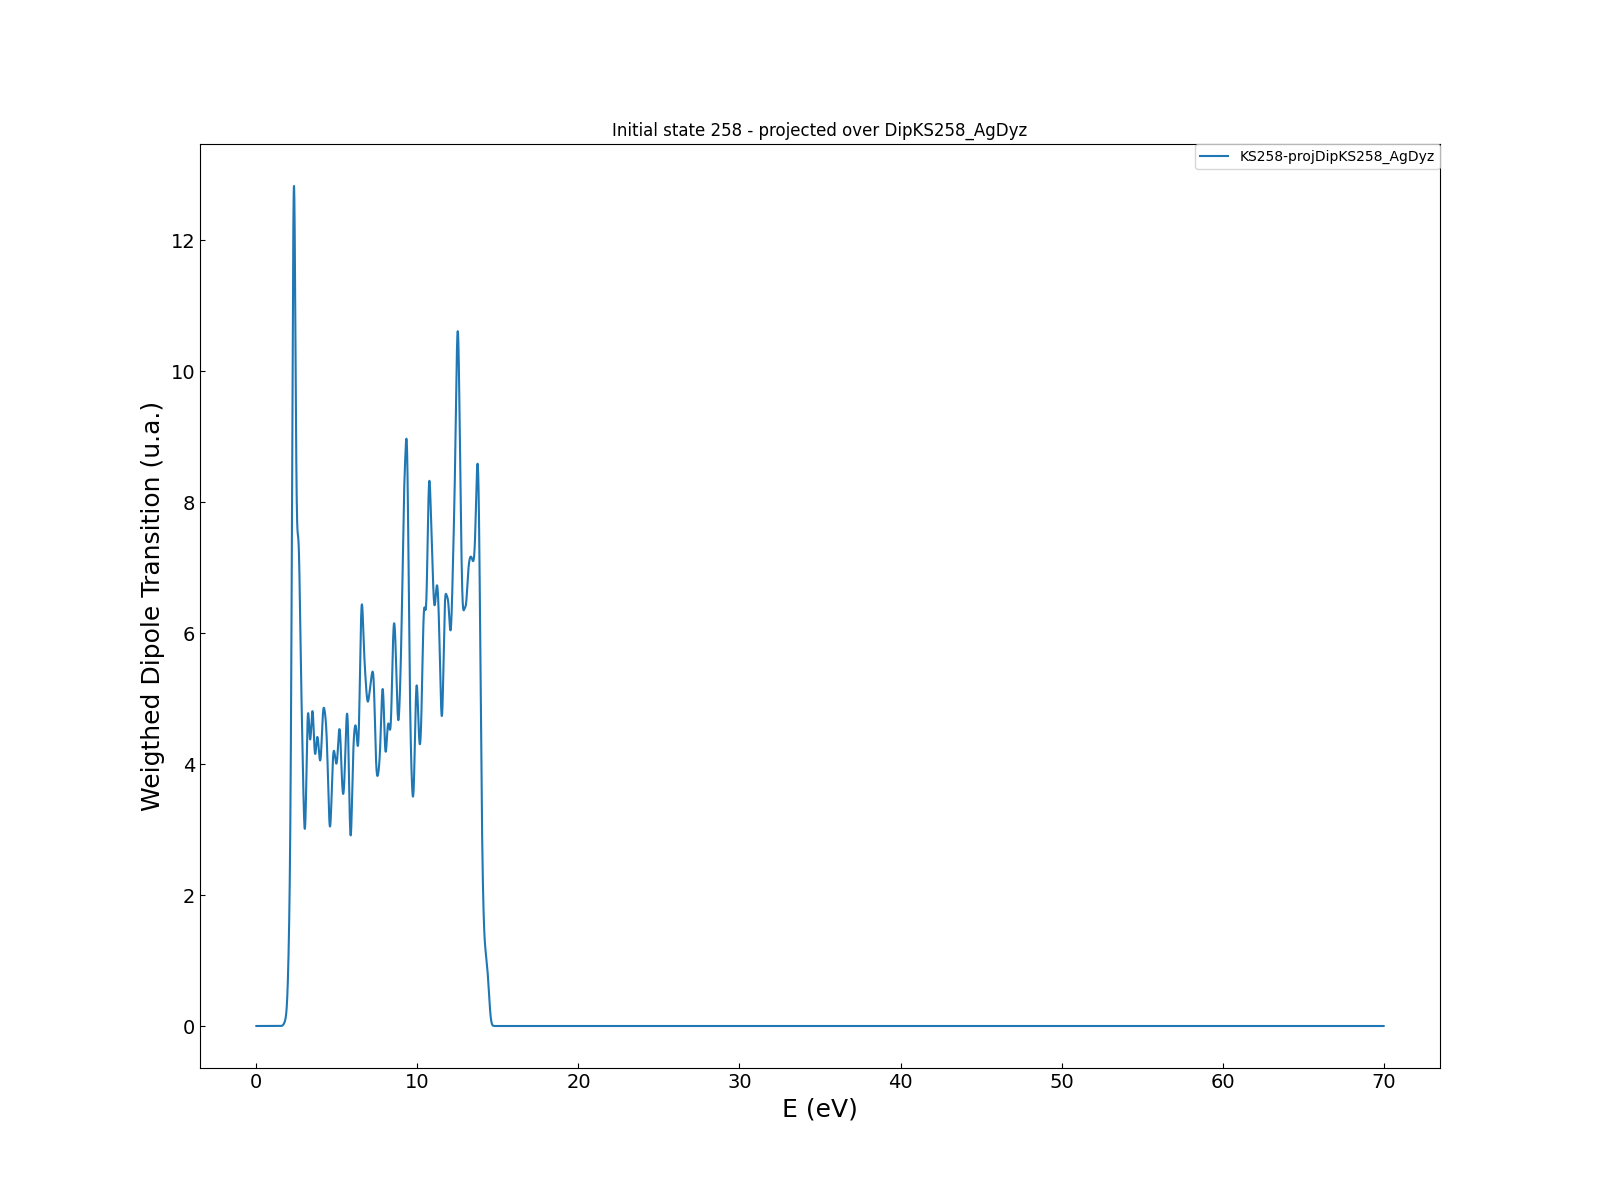 Initial state 258 - projected over DipKS258_AgDyz
KS258-projDipKS258_AgDyz
12
10
8
6
4
2
0
Weigthed Dipole Transition (u.a.)
0 10 20 30 40 50 60 70
E (eV)